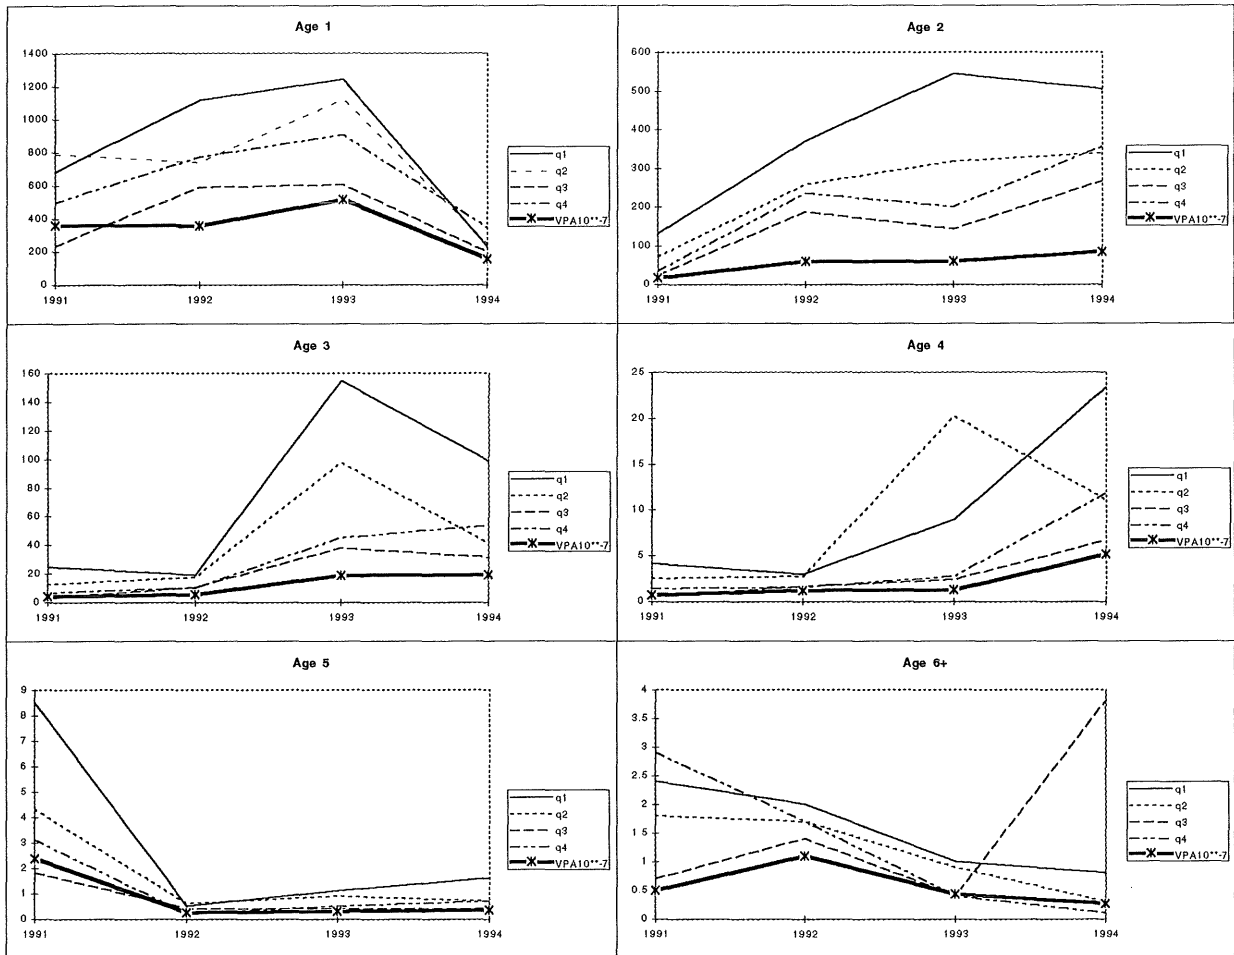 Age 1
1400
1200
1000
800
600
400
200
0
1991
1992
1993
1994
q1
q2
q3
q4
VPA10**-7
Age 2
600
500
400
300
200
100
0
1991
1992
1993
1994
q1
q2
q3
q4
VPA10**-7
Age 3
160
140
120
100
80
60
40
20
0
1991
1992
1993
1994
q1
q2
q3
q4
VPA10**-7
Age 4
25
20
15
10
5
0
1991
1992
1993
1994
q1
q2
q3
q4
VPA10**-7
Age 5
9
8
7
6
5
4
3
2
1
0
1991
1992
1993
1994
q1
q2
q3
q4
VPA10**-7
Age 6+
4
3.5
3
2.5
2
1.5
1
0.5
0
1991
1992
1993
1994
q1
q2
q3
q4
VPA10**-7